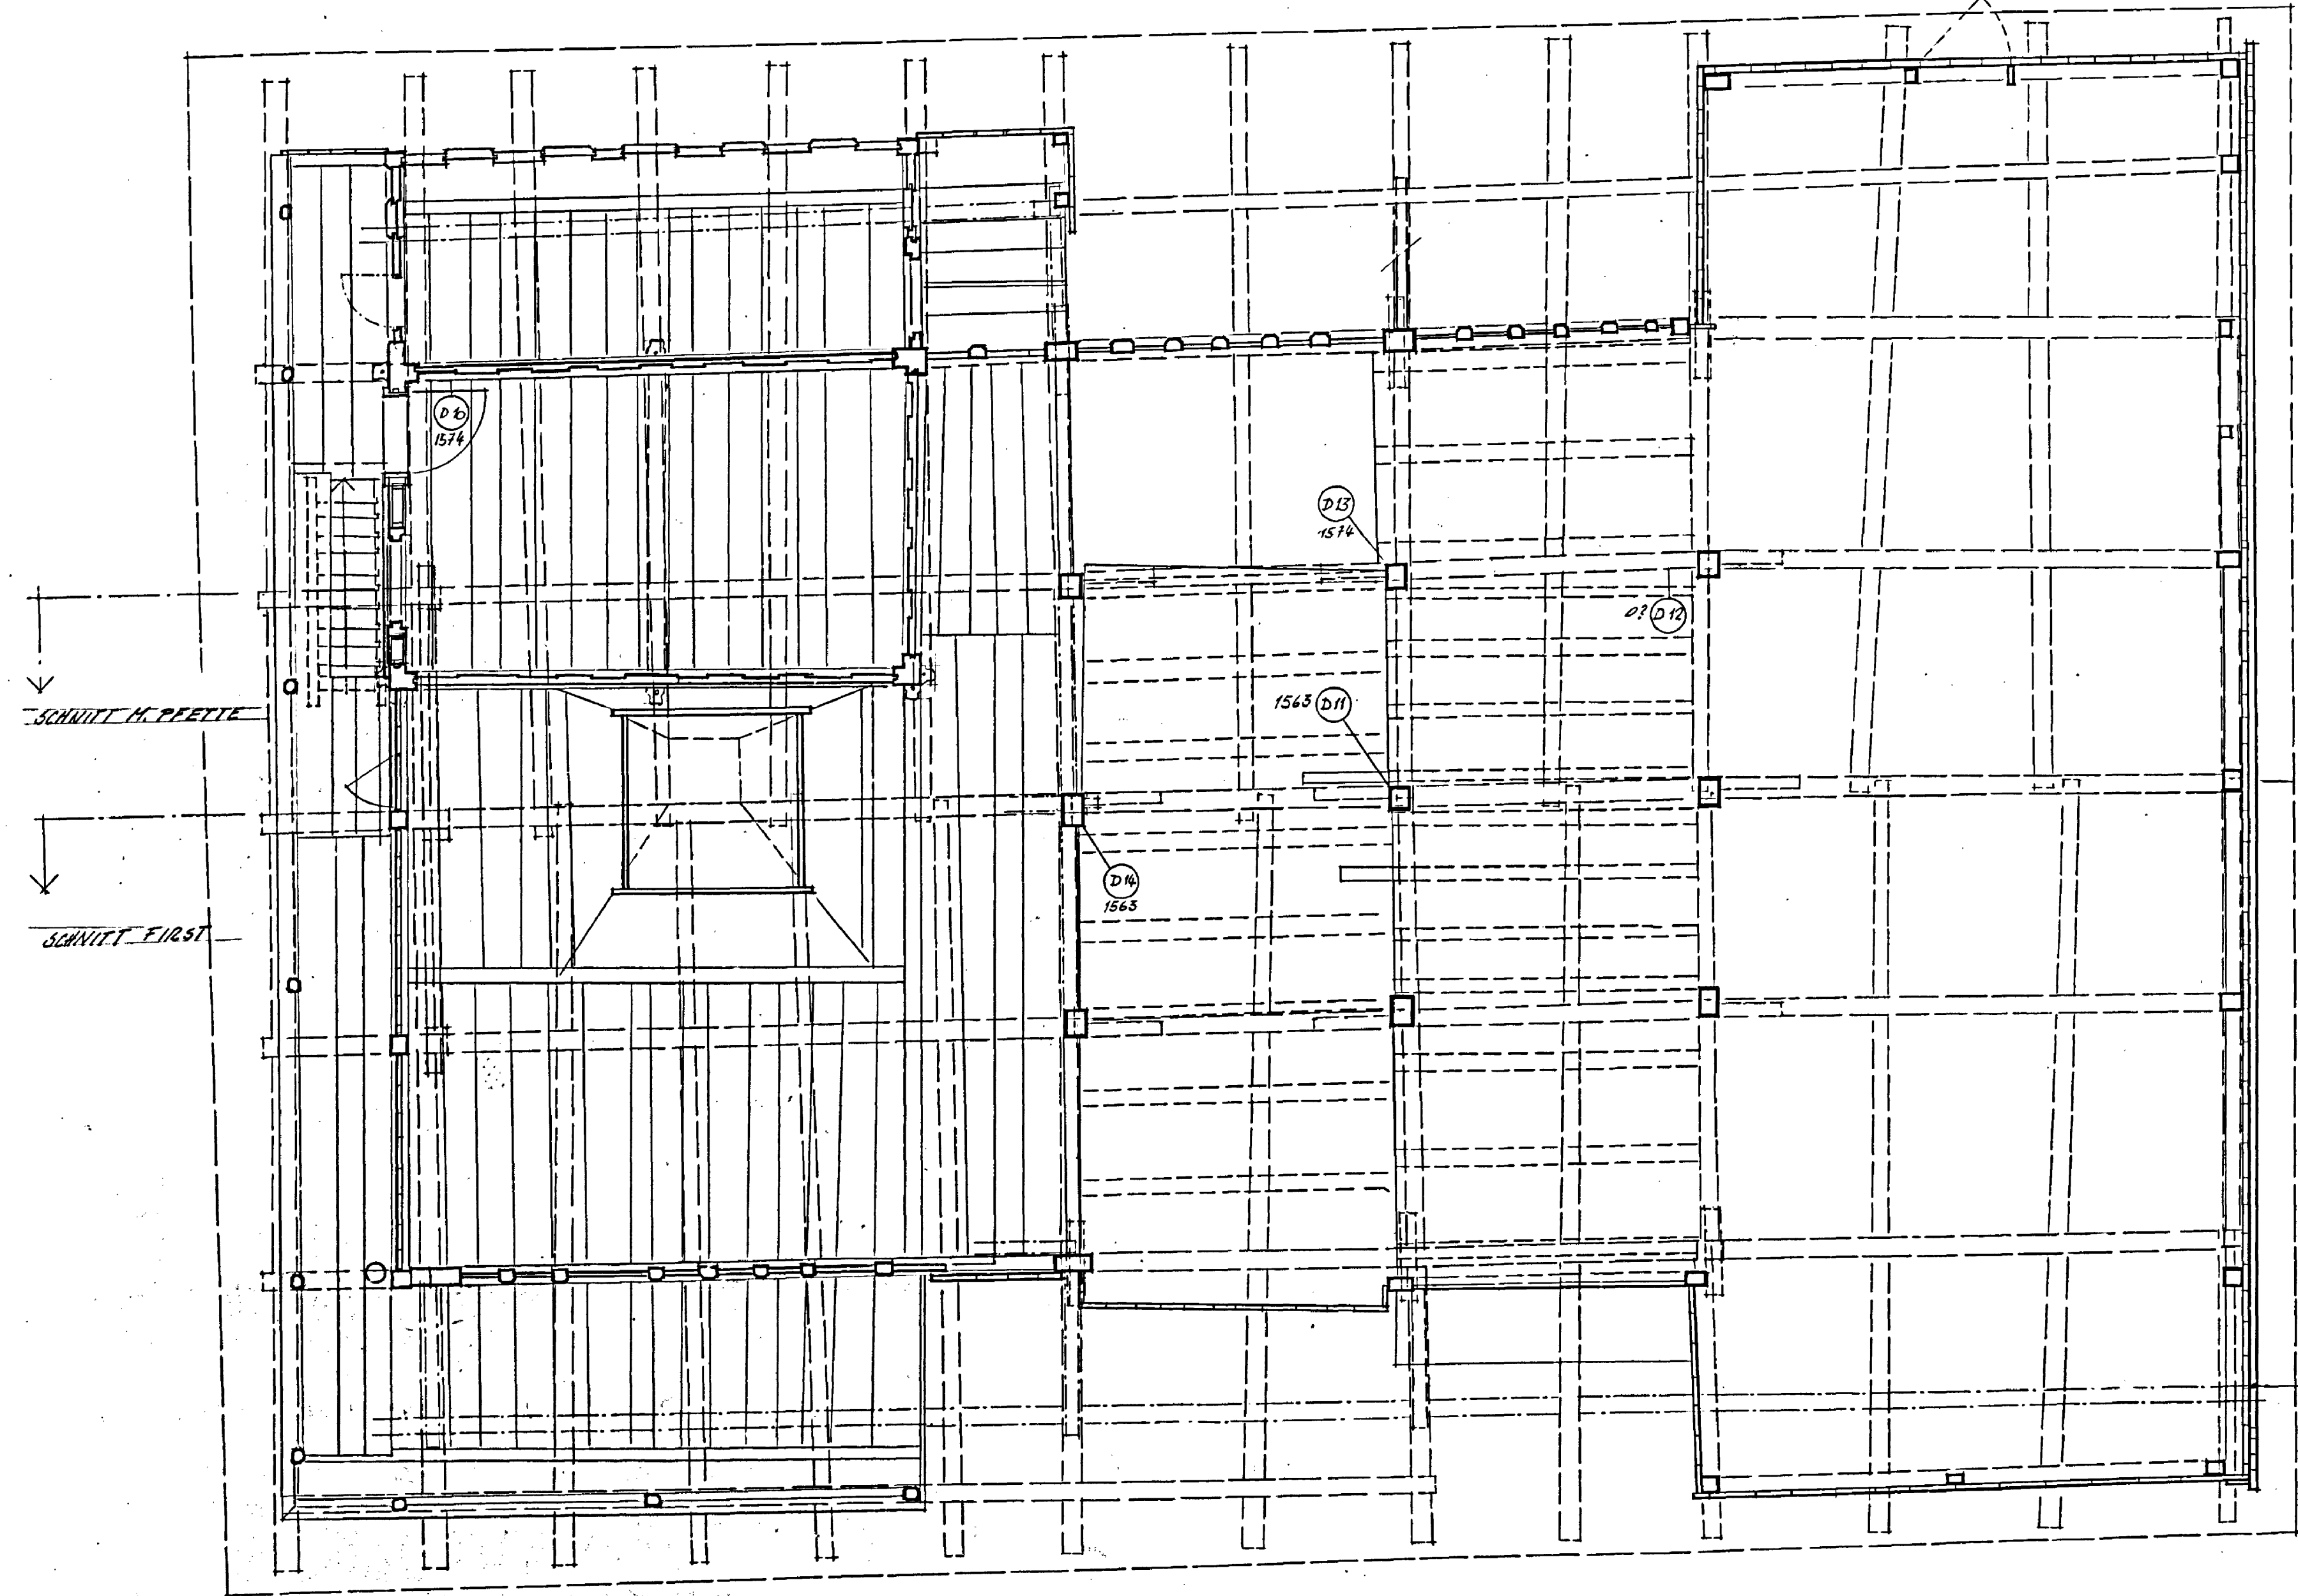 D10
1574
D13
1574
D? D12
SCHNITT M. PFETTE
1563 D11
D14
1563
SCHNITT FIRST